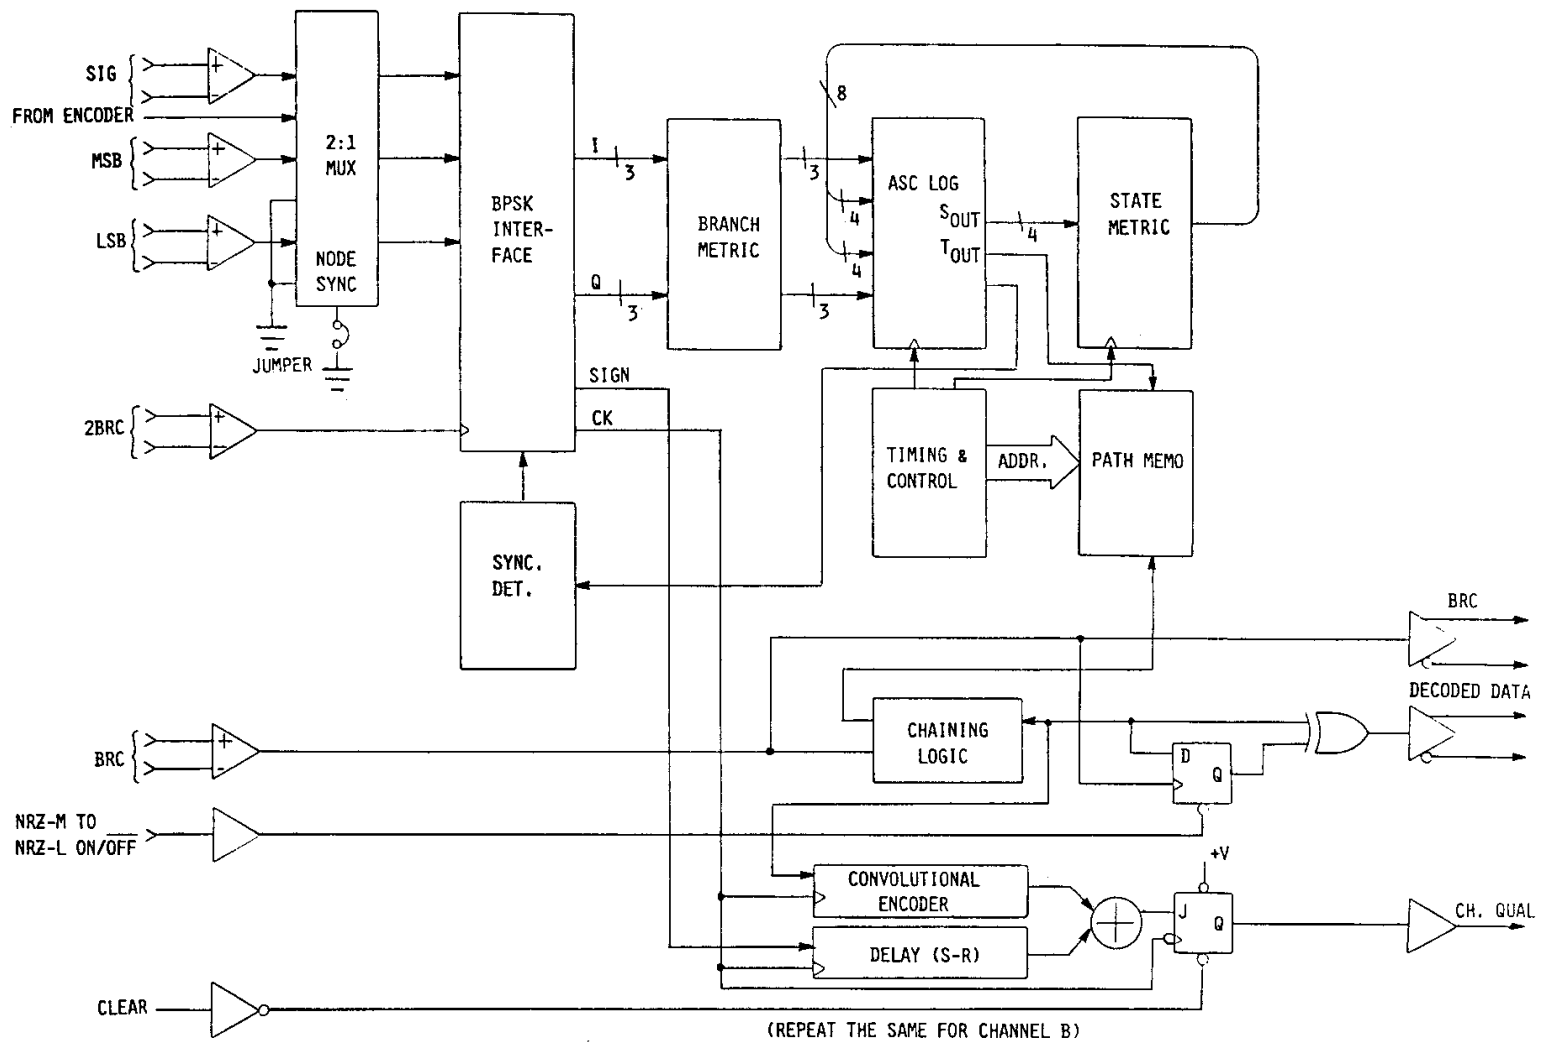 SIG
FROM ENCODER
MSB
LSB
+
-
+
-
+
-
2:1
MUX
NODE
SYNC
JUMPER
2BRC
+
-
BPSK
INTER-
FACE
I
3
Q
3
SIGN
CK
BRANCH
METRIC
3
3
8
4
4
ASC LOG
SOUT
TOUT
4
STATE
METRIC
TIMING &
CONTROL
ADDR.
PATH MEMO
SYNC.
DET.
BRC
DECODED DATA
BRC
+
-
CHAINING
LOGIC
D
Q
NRZ-M TO
NRZ-L ON/OFF
+V
CONVOLUTIONAL
ENCODER
DELAY (S-R)
J
Q
CH. QUAL
CLEAR
(REPEAT THE SAME FOR CHANNEL B)